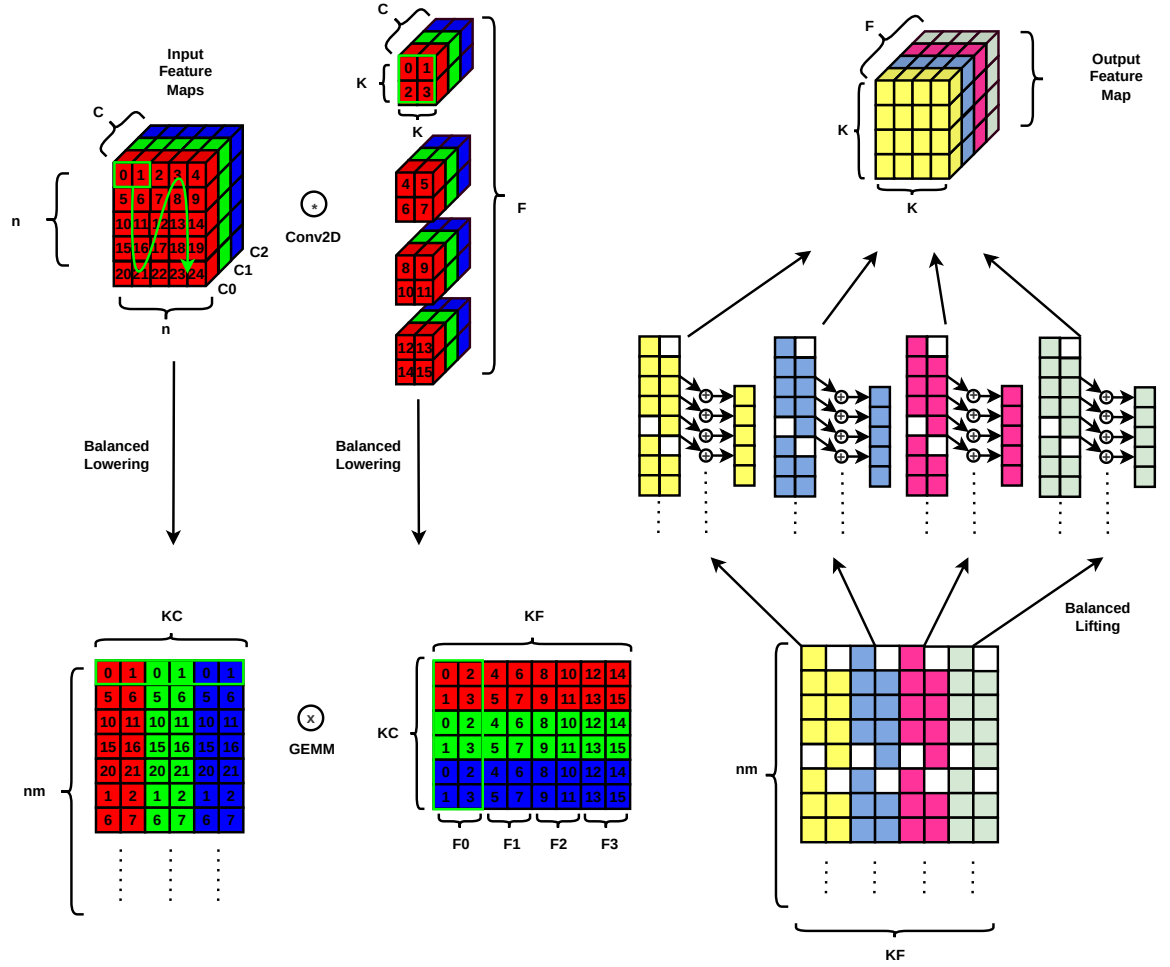 C
C
F
Input
Feature
Maps
Output
Feature
Map
K
0 1
2 3
K
F
K
K
C
n
0 1 2 3 4
5 6 7 8 9
10 11 12 13 14
15 16 17 18 19
20 21 22 23 24
C2
C1
C0
n
*
Conv2D
4 5
6 7
8 9
10 11
12 13
14 15
+ + + +
+ + + +
+ + + +
+ + + +
Balanced
Lowering
Balanced
Lowering
Balanced
Lifting
KC
nm
0 1 0 1 0 1
5 6 5 6 5 6
10 11 10 11 10 11
15 16 15 16 15 16
20 21 20 21 20 21
1 2 1 2 1 2
6 7 6 7 6 7
x
GEMM
KF
KC
0 2 4 6 8 10 12 14
1 3 5 7 9 11 13 15
0 2 4 6 8 10 12 14
1 3 5 7 9 11 13 15
0 2 4 6 8 10 12 14
1 3 5 7 9 11 13 15
F0 F1 F2 F3
nm
KF